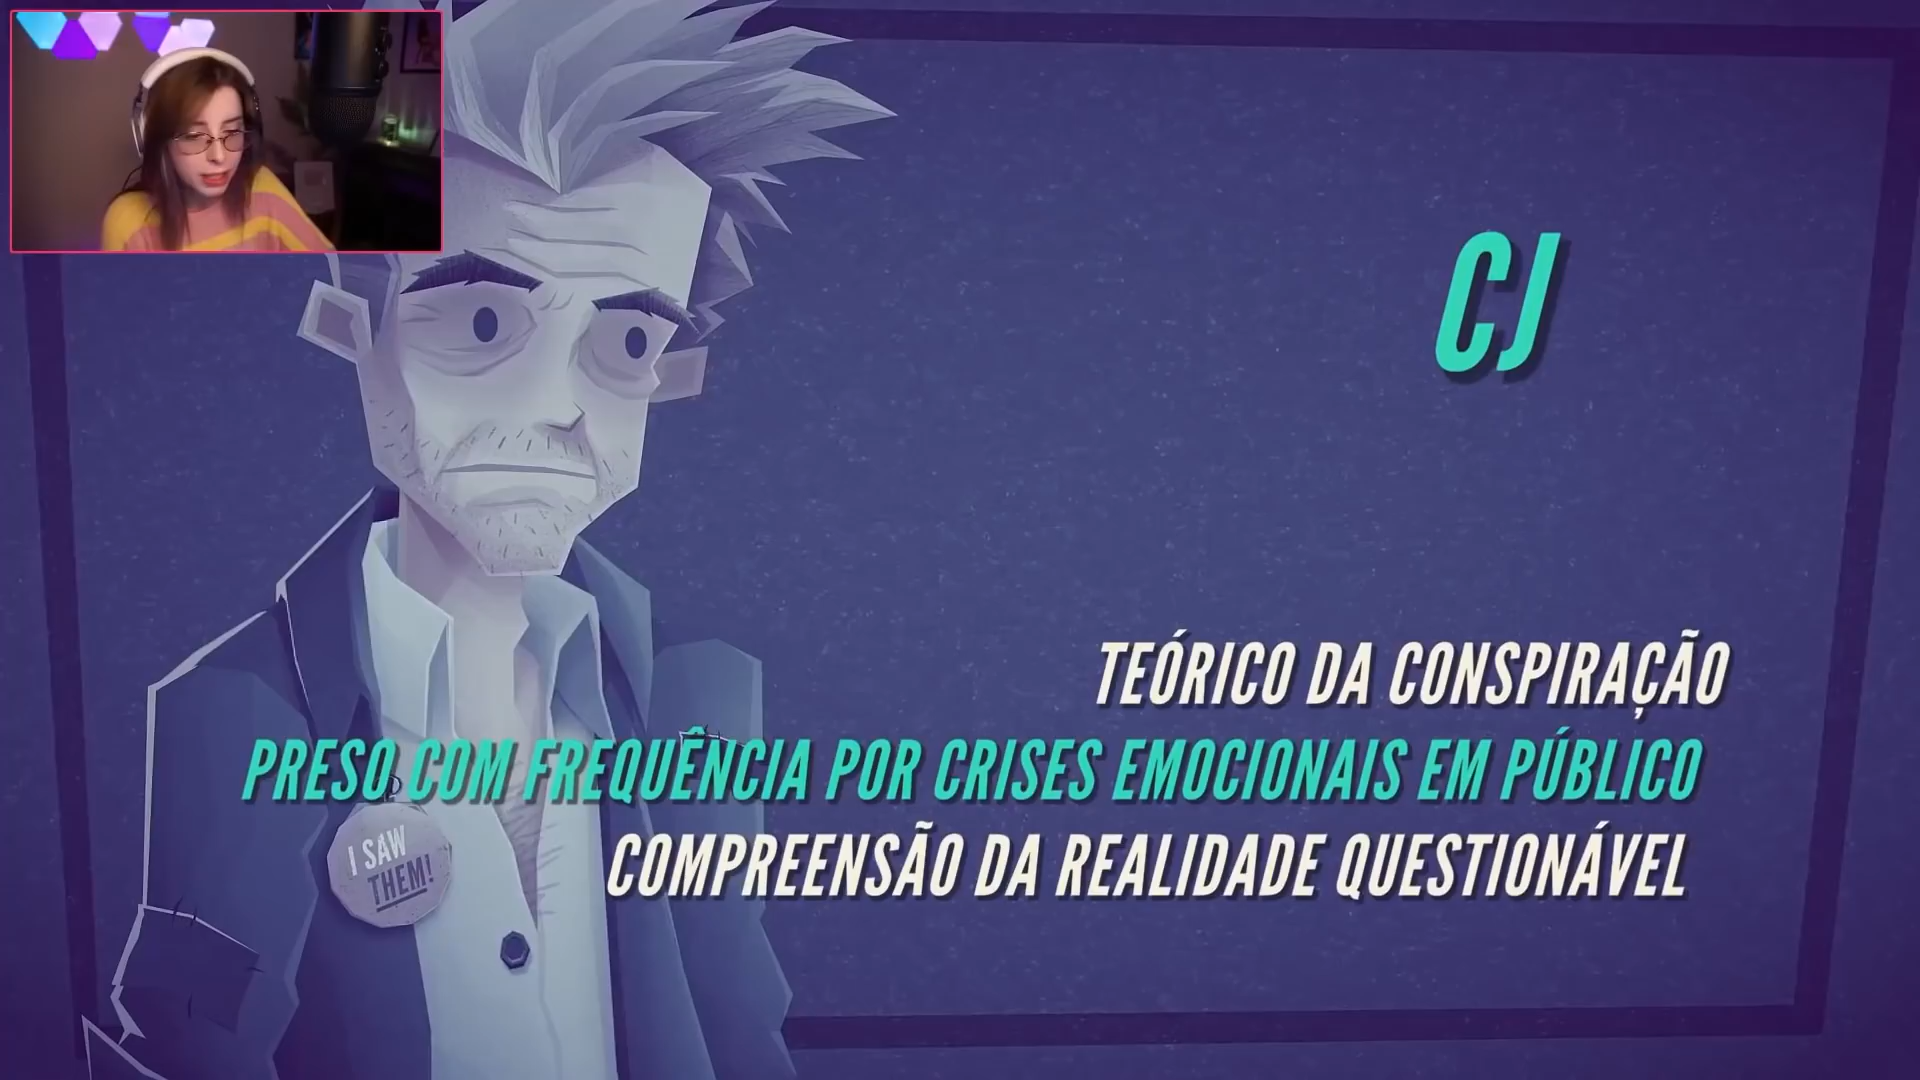 CJ
TEÓRICO DA CONSPIRAÇÃO
PRESO COM FREQUÊNCIA POR CRISES EMOCIONAIS EM PÚBLICO
COMPREENSÃO DA REALIDADE QUESTIONÁVEL
I SAW
THEM!